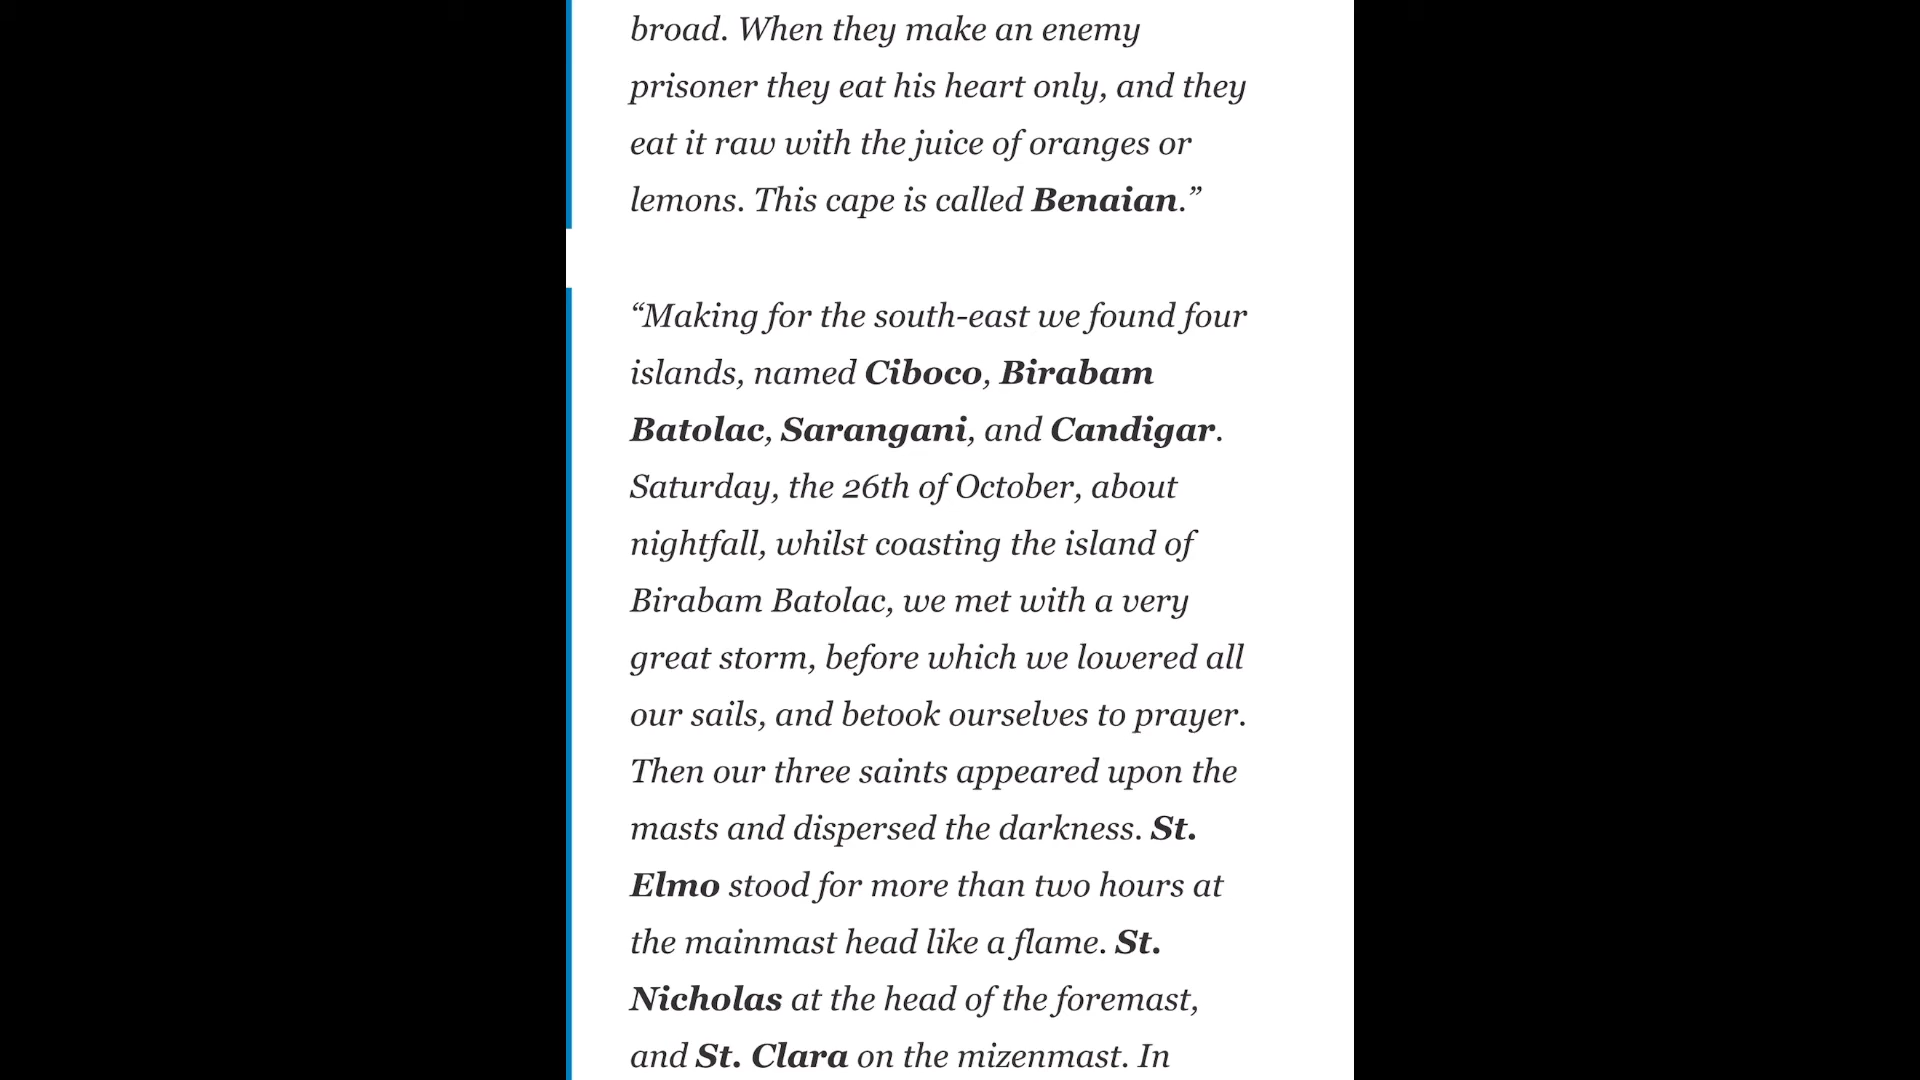 broad. When they make an enemy
prisoner they eat his heart only, and they
eat it raw with the juice of oranges or
lemons. This cape is called Benaian.”
“Making for the south-east we found four
islands, named Ciboco, Birabam
Batolac, Sarangani, and Candigar.
Saturday, the 26th of October, about
nightfall, whilst coasting the island of
Birabam Batolac, we met with a very
great storm, before which we lowered all
our sails, and betook ourselves to prayer.
Then our three saints appeared upon the
masts and dispersed the darkness. St.
Elmo stood for more than two hours at
the mainmast head like a flame. St.
Nicholas at the head of the foremast,
and St. Clara on the mizenmast. In